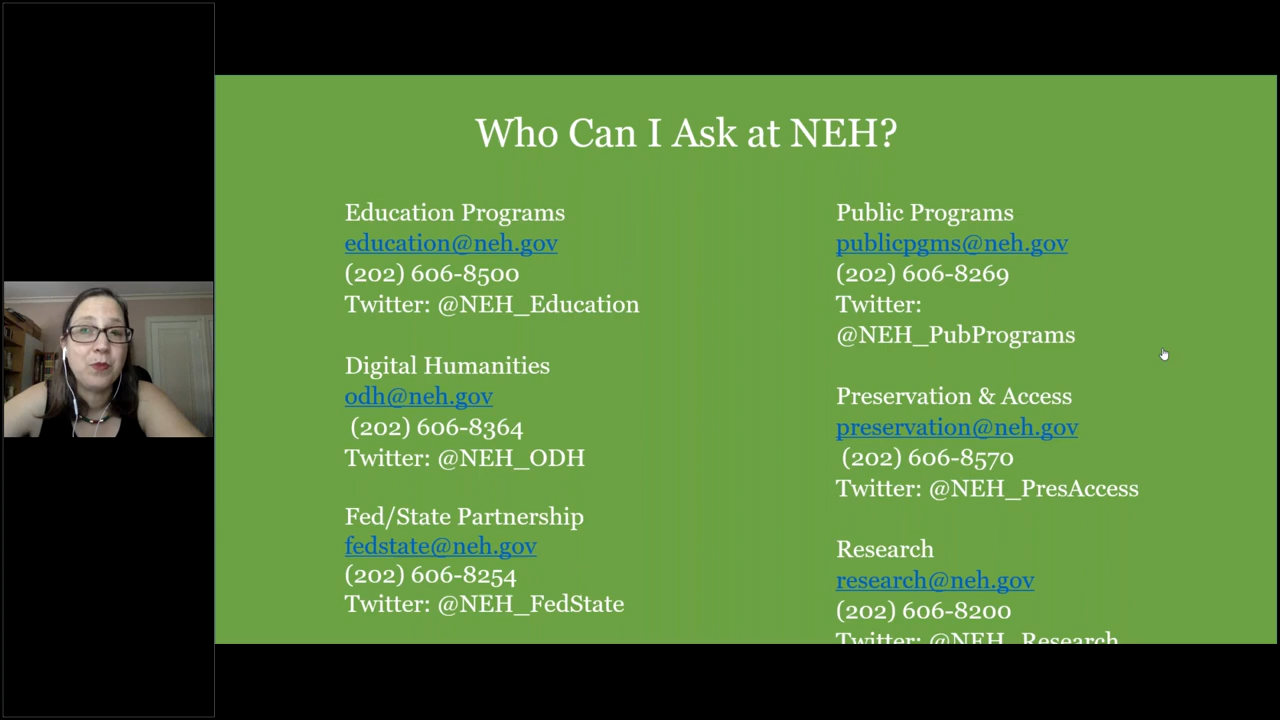 Who Can I Ask at NEH?
Education Programs
education@neh.gov
(202) 606-8500
Twitter: @NEH_Education
Digital Humanities
odh@neh.gov
(202) 606-8364
Twitter: @NEH_ODH
Fed/State Partnership
fedstate@neh.gov
(202) 606-8254
Twitter: @NEH_FedState
Public Programs
publicpgms@neh.gov
(202) 606-8269
Twitter:
@NEH_PubPrograms
Preservation & Access
preservation@neh.gov
(202) 606-8570
Twitter: @NEH_PresAccess
Research
research@neh.gov
(202) 606-8200
Twitter: @NEH_Research